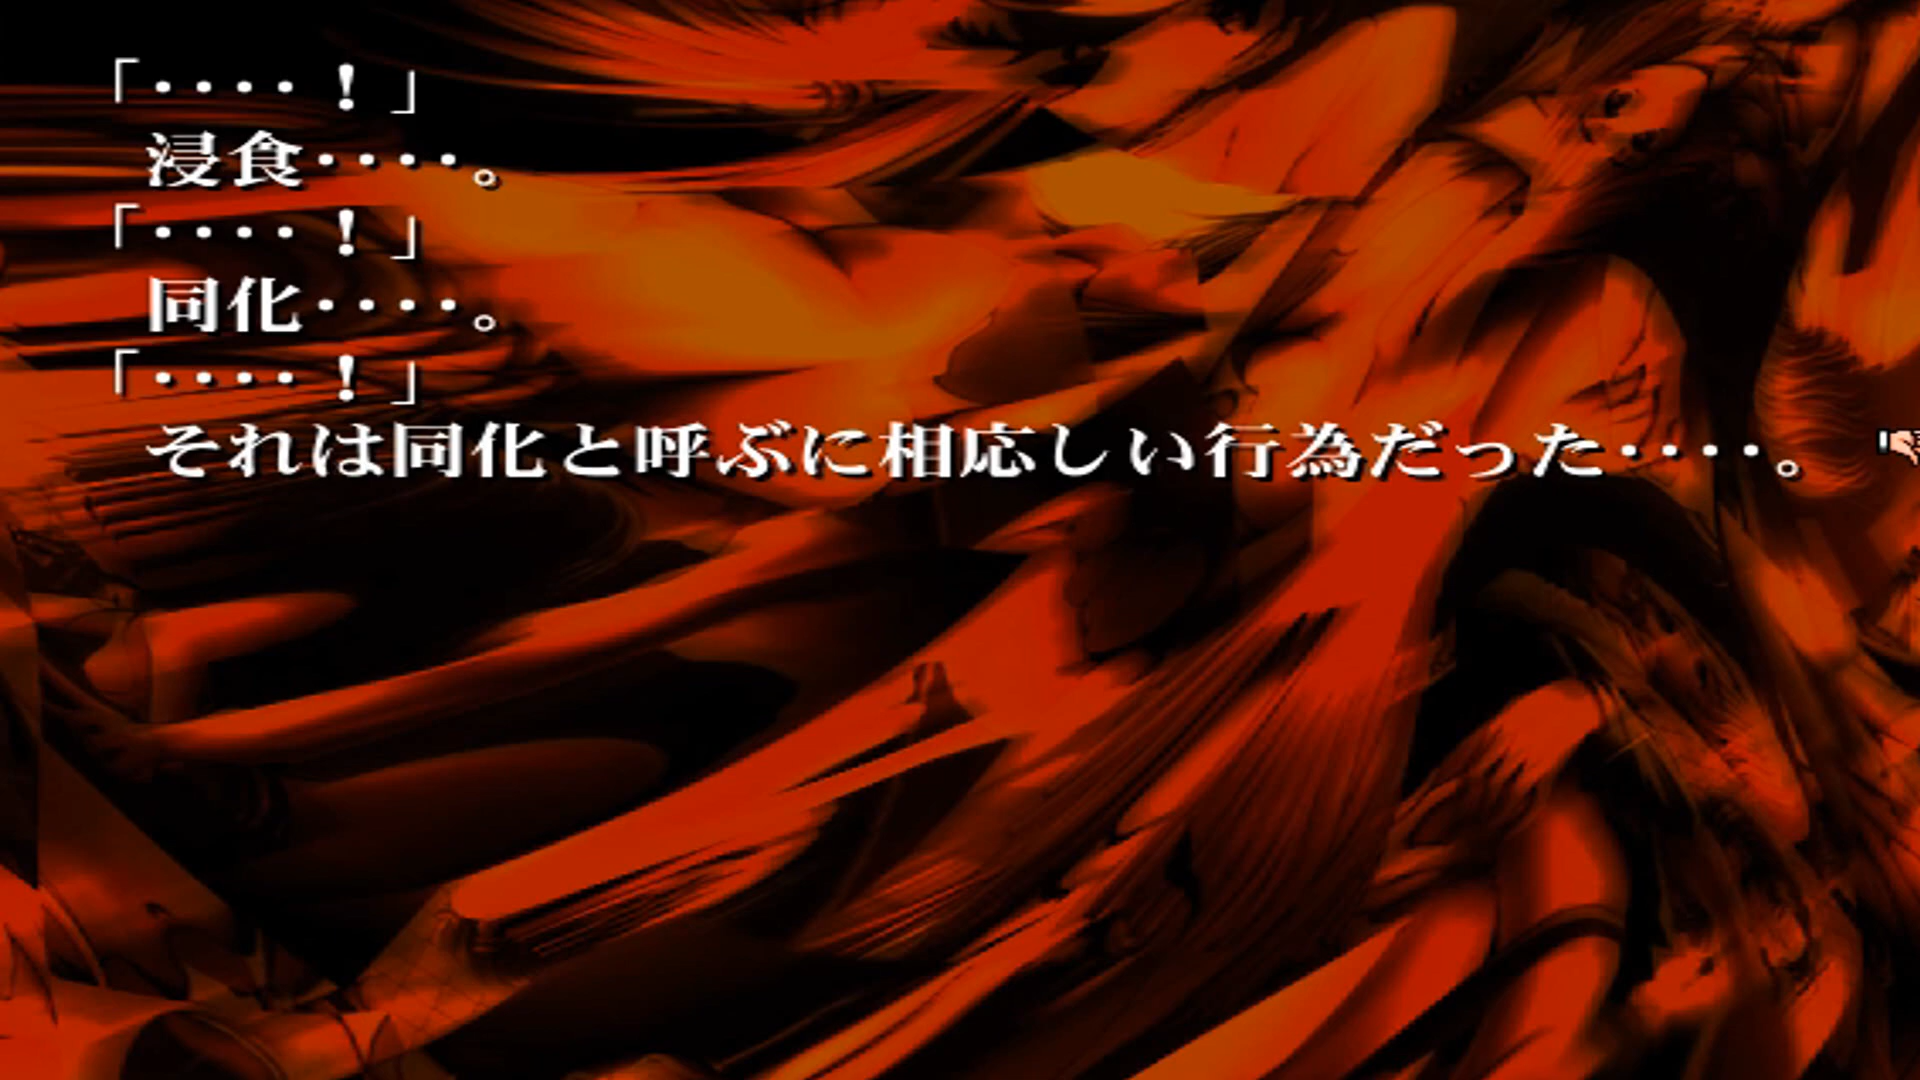 「・・・・！」
浸食・・・・。
「・・・・！」
同化・・・・。
「・・・・！」
それは同化と呼ぶに相応しい行為だった・・・・。